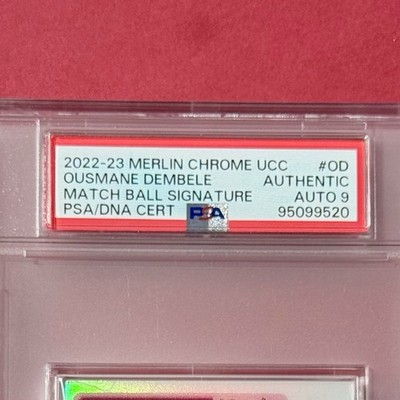 2022-23 MERLIN CHROME UCC #OD
OUSMANE DEMBELE AUTHENTIC
MATCH BALL SIGNATURE AUTO 9
PSA/DNA CERT PSA 95099520